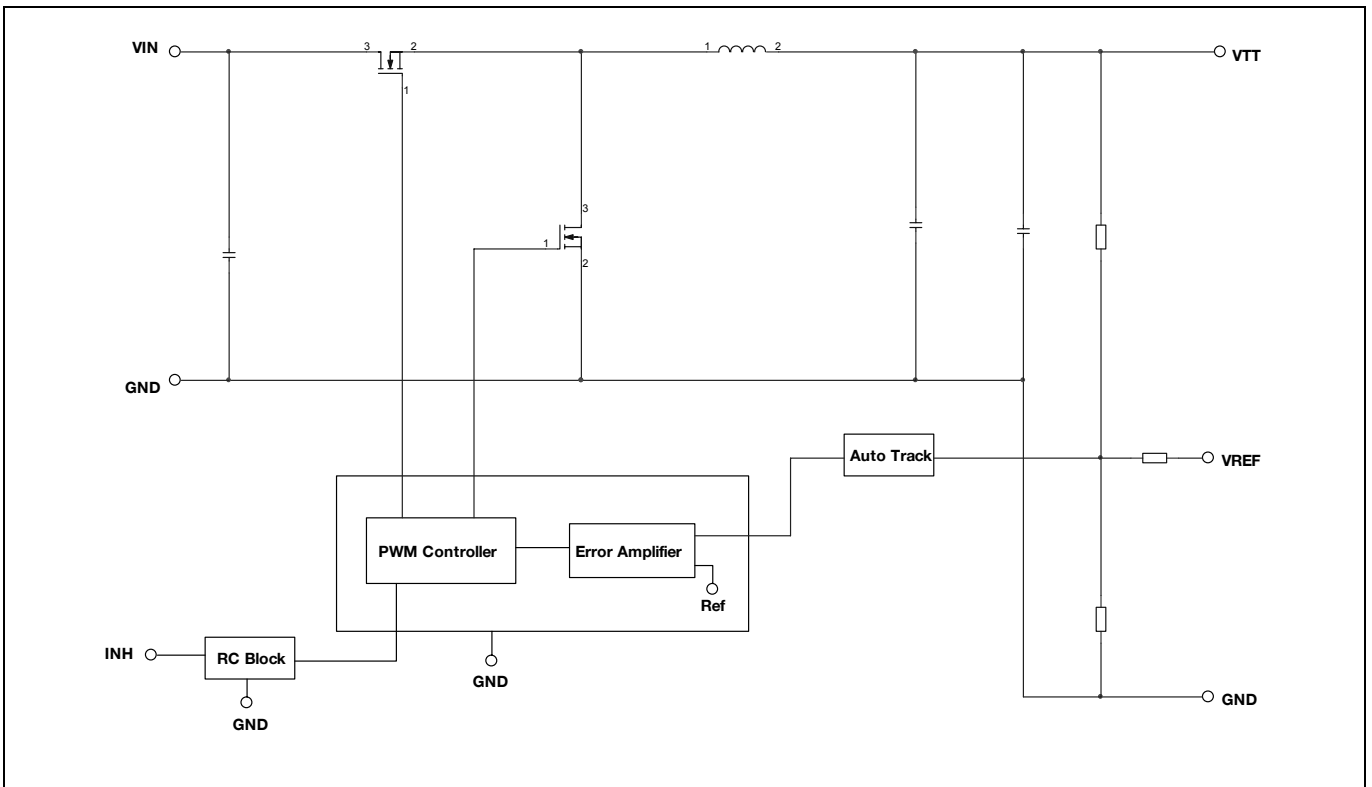 VIN
3
2
1
1
2
VTT
3
1
2
GND
Auto Track
VREF
PWM Controller
Error Amplifier
Ref
INH
RC Block
GND
GND
GND